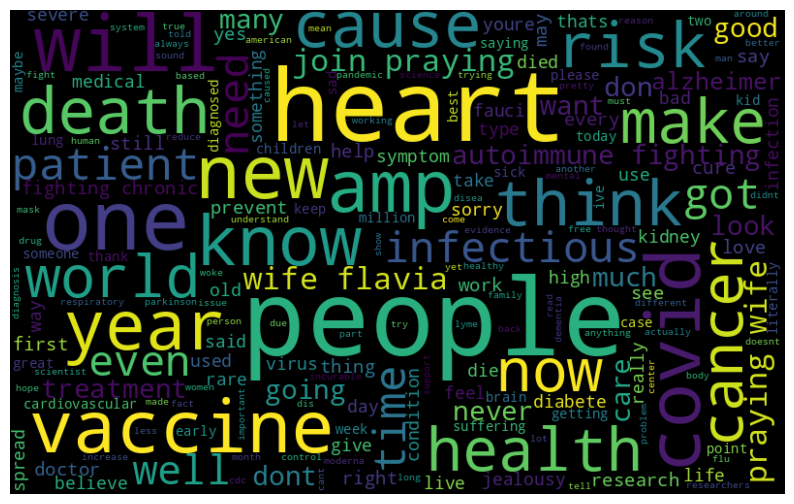 severe
many
cause
youre
thats
two
good
system
true
told
mean
reason
around
yes
saying
may
risk
say
will
always
american
found
better
maybe
sound
join praying
died
man
fight
based
pandemic
science
trying
please
medical
need
something
sad
pretty
don
alzheimer
death
diagnosed
caused
best
fauci
want
bad
kid
heart
let
working
every
must
make
lung
human
reduce
type
today
infection
still
children
help
symptom
autoimmune fighting
cure
patient
new
amp
another
mental
fighting chronic
take
sick
ive
use
didnt
think
got
mask
prevent
keep
million
sorry
drug
understand
come
kidney
look
one
know
disea
evidence
free
thought
someone
infectious
love
diagnosis
thank
show
world
woke
yet
healthy
way
wife flavia
high
much
respiratory
parkinson
issue
old
work
see
covid
cancer
praying wife
literally
person
due
try
lyme
back
family
read
dementia
different
first
year
people
said
part
case
actually
doesnt
great
even
used
virus
thing
anything
really
scientist
now
die
care
center
body
hope
women
rare
incurable
support
time
treatment
going
feel
brain
made
fact
dis
important
day
condition
never
diabete
getting
problem
cardiovascular
suffering
point
vaccine
less
early
week
give
health
lot
flu
spread
increase
month
control
well
cdc
cant
moderna
long
tell
researchers
doctor
believe
dont
right
live
jealousy
research
life